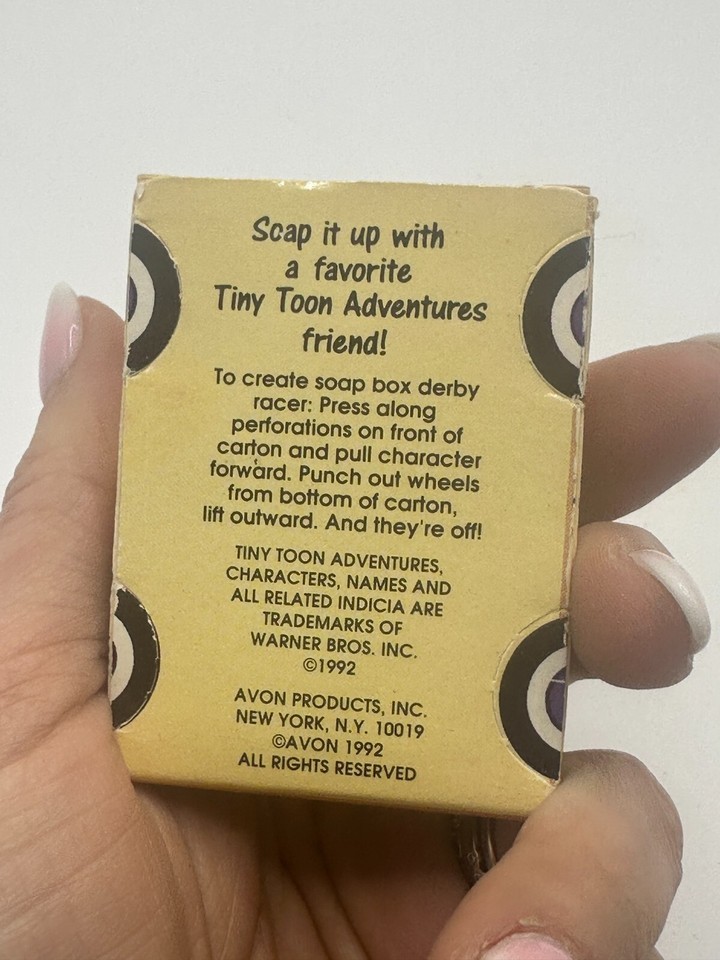 Soap it up with
a favorite
Tiny Toon Adventures
friend!
To create soap box derby
racer: Press along
perforations on front of
carton and pull character
forward. Punch out wheels
from bottom of carton,
lift outward. And they're off!
TINY TOON ADVENTURES,
CHARACTERS, NAMES AND
ALL RELATED INDICIA ARE
TRADEMARKS OF
WARNER BROS. INC.
©1992
AVON PRODUCTS, INC.
NEW YORK, N.Y. 10019
©AVON 1992
ALL RIGHTS RESERVED